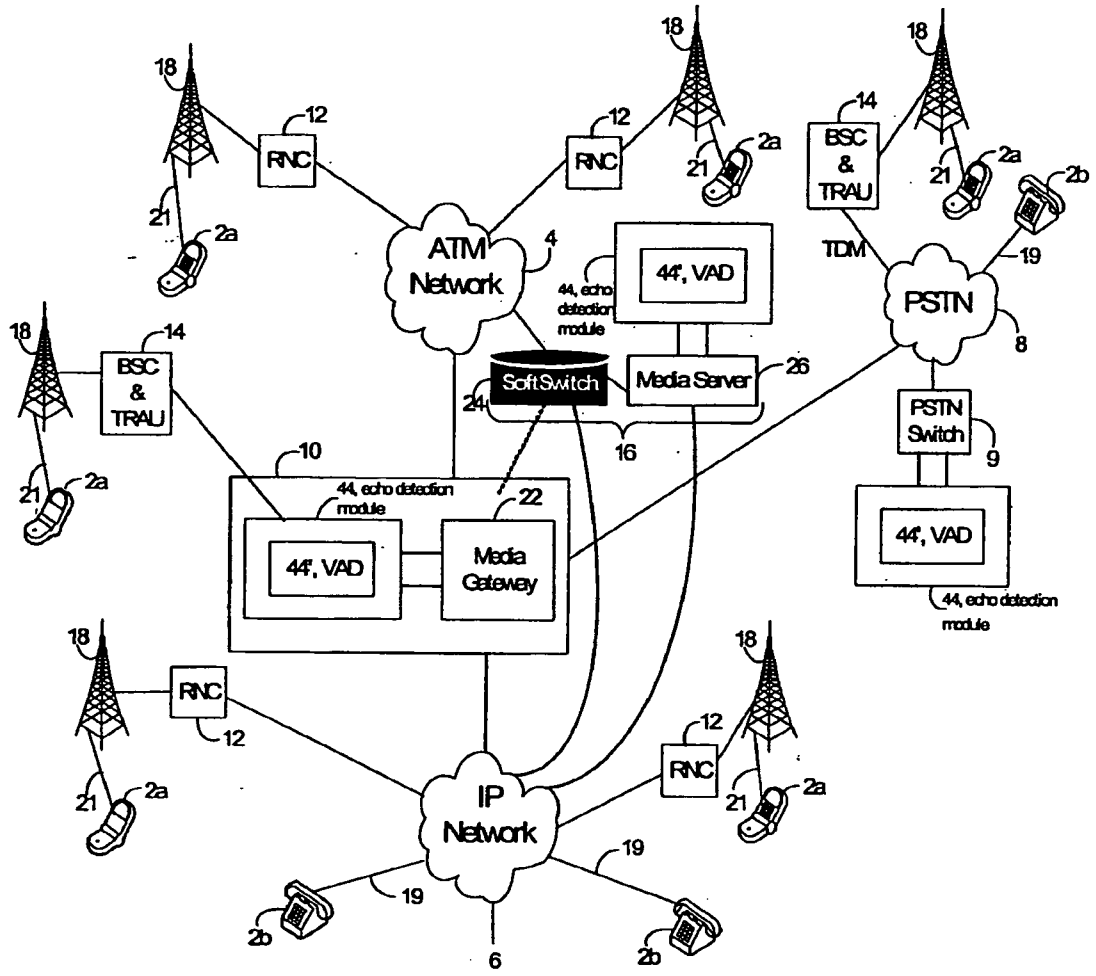 18
18
18
12
12
14
RNC
RNC
BSC
&
TRAU
2a
2a
2b
21
21
21
2a
TDM
19
ATM
Network
4
44, echo
detection
module
44', VAD
PSTN
8
18
14
BSC
&
TRAU
SoftSwitch
24
Media Server
26
16
PSTN
Switch
9
21
2a
10
44, echo detection
module
22
44', VAD
Media
Gateway
44', VAD
44, echo detection
module
18
RNC
12
18
12
RNC
21
2a
IP
Network
21
2a
19
19
2b
2b
6